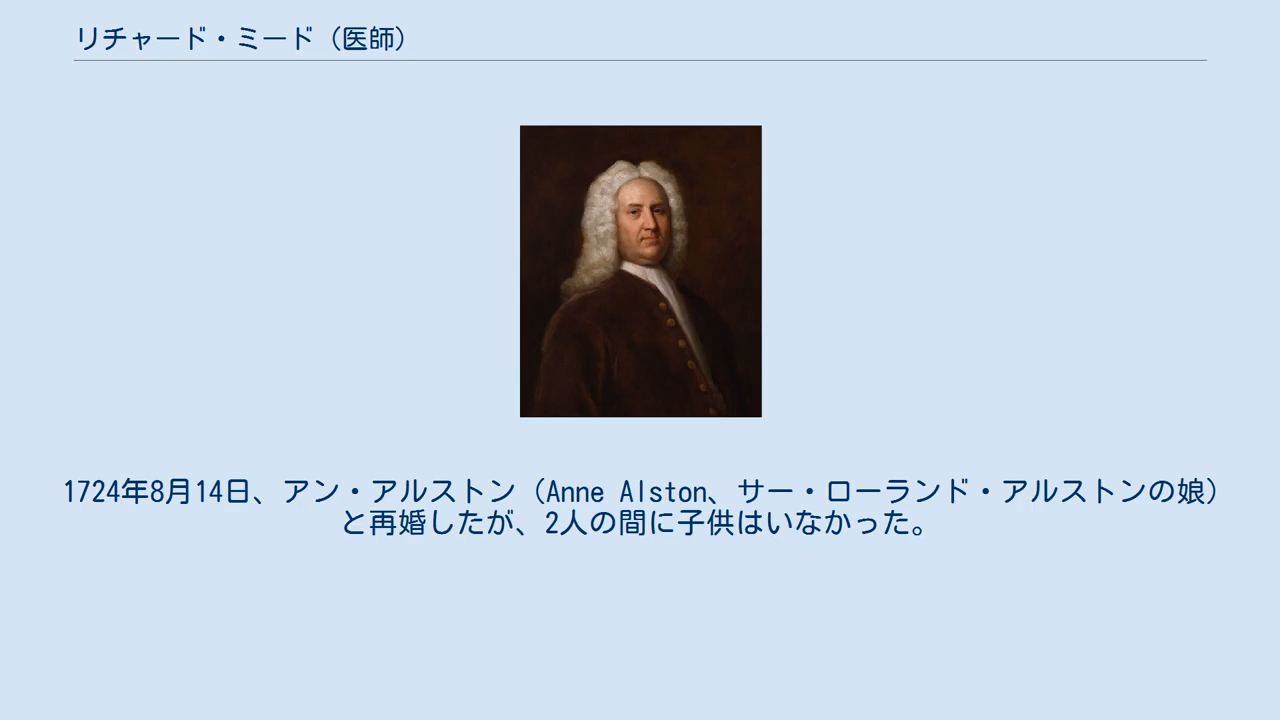 リチャード・ミード（医師）
1724年8月14日、アン・アルストン（Anne Alston、サー・ローランド・アルストンの娘）
と再婚したが、2人の間に子供はいなかった。